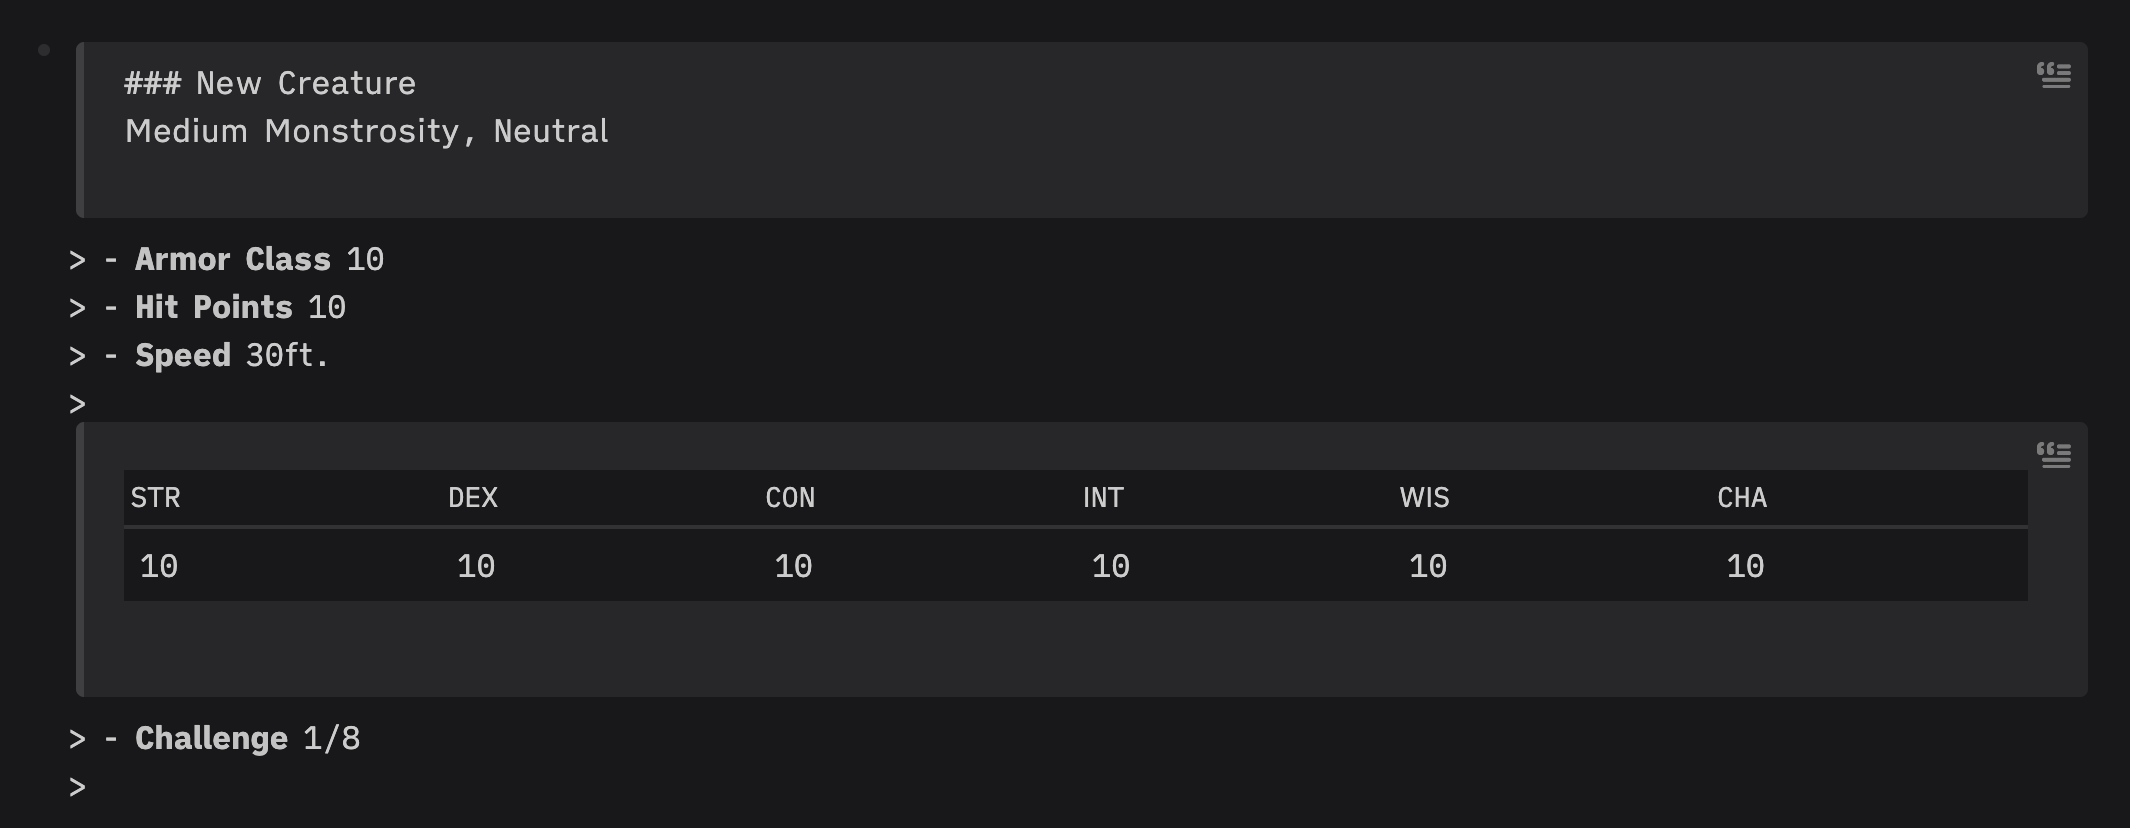 ### New Creature
Medium Monstrosity, Neutral
> - Armor Class 10
> - Hit Points 10
> - Speed 30ft.
>
STR DEX CON INT WIS CHA
10 10 10 10 10 10
> - Challenge 1/8
>